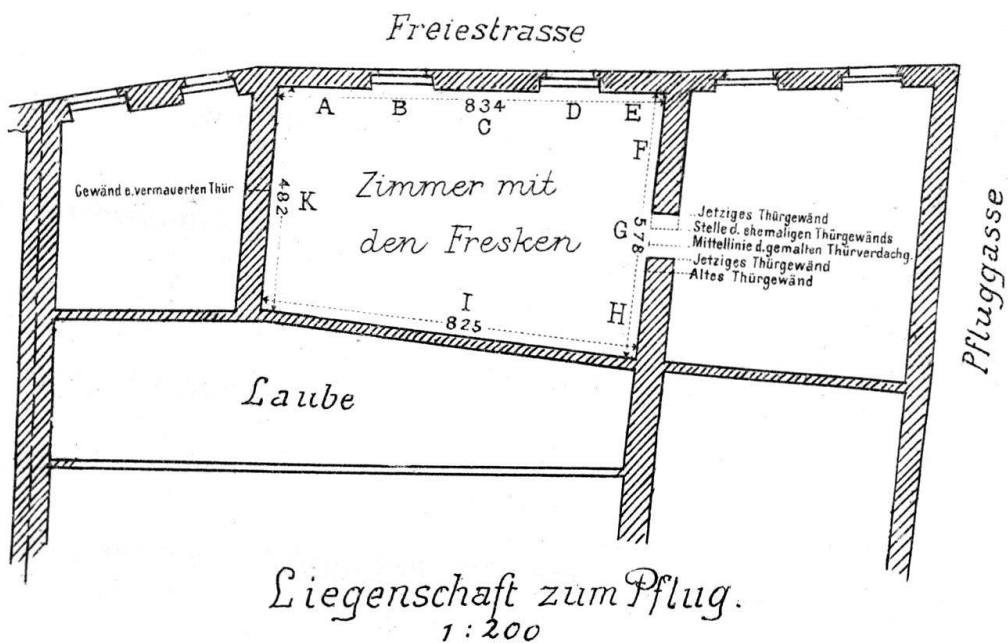 Freiestrasse
834
A B C D E
F
Gewänd e. vermauerten Thür
482
K
Zimmer mit
den Fresken
G
578
Jetziges Thürgewänd
Stelle d. ehemaligen Thürgewänds
Mittellinie d. gemalten Thürverdachg.
Jetziges Thürgewänd
Altes Thürgewänd
H
I
825
Pfluggasse
Laube
Liegenschaft zum Pflug.
1:200